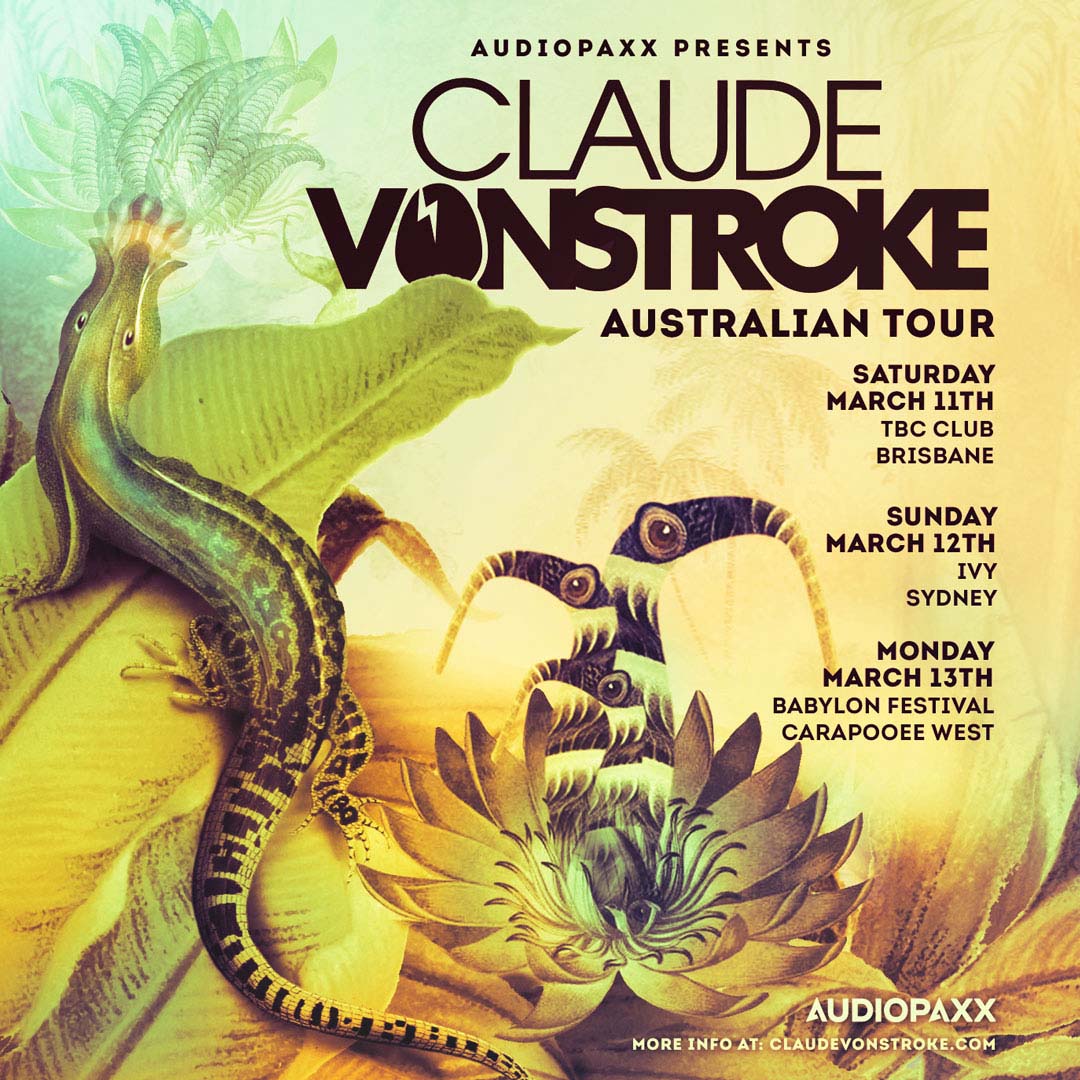 AUDIOPAXX PRESENTS
CLAUDE
VONSTROKE
AUSTRALIAN TOUR
SATURDAY
MARCH 11TH
TBC CLUB
BRISBANE
SUNDAY
MARCH 12TH
IVY
SYDNEY
MONDAY
MARCH 13TH
BABYLON FESTIVAL
CARAPOOEE WEST
AUDIOPAXX
MORE INFO AT: CLAUDEVONSTROKE.COM